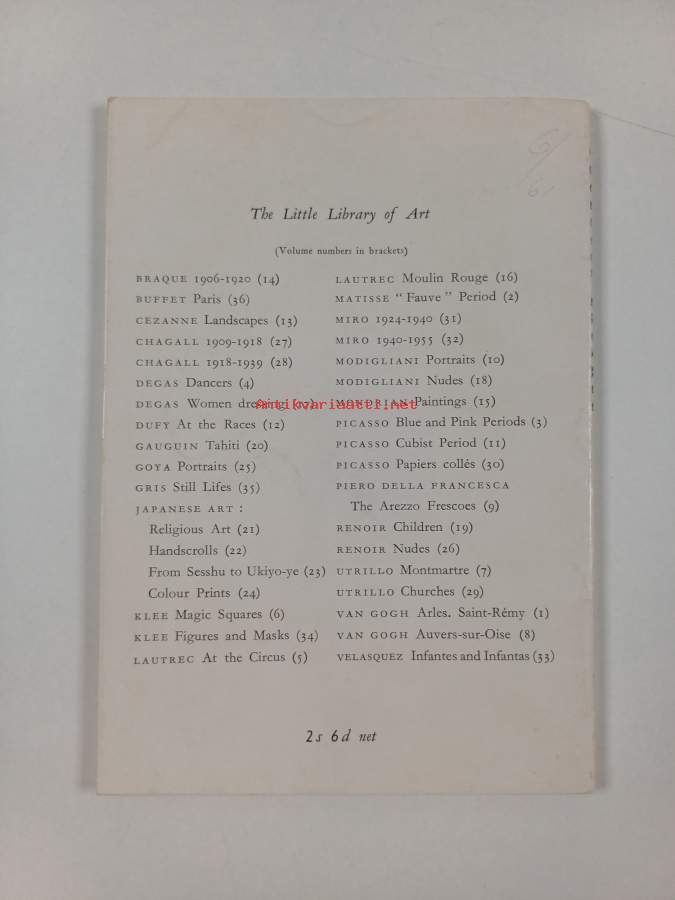 The Little Library of Art
(Volume numbers in brackets)
BRAQUE 1906-1920 (14)
BUFFET Paris (36)
CEZANNE Landscapes (13)
CHAGALL 1909-1918 (27)
CHAGALL 1918-1939 (28)
DEGAS Dancers (4)
DEGAS Women dressing
DUFY At the Races (12)
GAUGUIN Tahiti (20)
GOYA Portraits (25)
GRIS Still Lifes (35)
JAPANESE ART :
Religious Art (21)
Handscrolls (22)
From Sesshu to Ukiyo-ye (23)
Colour Prints (24)
KLEE Magic Squares (6)
KLEE Figures and Masks (34)
LAUTREC At the Circus (5)
LAUTREC Moulin Rouge (16)
MATISSE “ Fauve ” Period (2)
MIRO 1924-1940 (31)
MIRO 1940-1955 (32)
MODIGLIANI Portraits (10)
MODIGLIANI Nudes (18)
MONDRIAN Paintings (15)
PICASSO Blue and Pink Periods (3)
PICASSO Cubist Period (11)
PICASSO Papiers collés (30)
PIERO DELLA FRANCESCA
The Arezzo Frescoes (9)
RENOIR Children (19)
RENOIR Nudes (26)
UTRILLO Montmartre (7)
UTRILLO Churches (29)
VAN GOGH Arles. Saint-Rémy (1)
VAN GOGH Auvers-sur-Oise (8)
VELASQUEZ Infantes and Infantas (33)
2s 6d net
Antikvariaatti.net